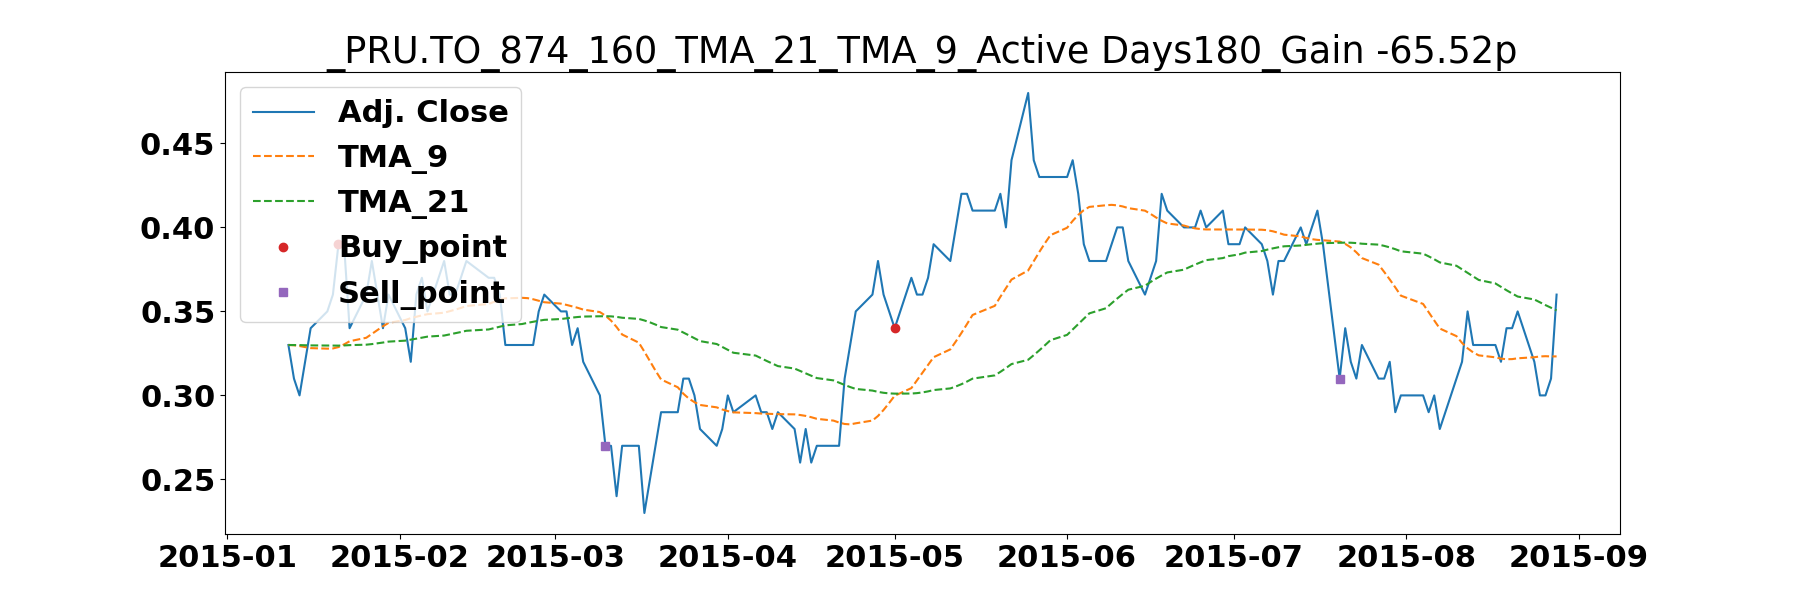 _PRU.TO_874_160_TMA_21_TMA_9_Active Days180_Gain -65.52p
Adj. Close
TMA_9
TMA_21
Buy_point
Sell_point
0.45
0.40
0.35
0.30
0.25
2015-01 2015-02 2015-03 2015-04 2015-05 2015-06 2015-07 2015-08 2015-09